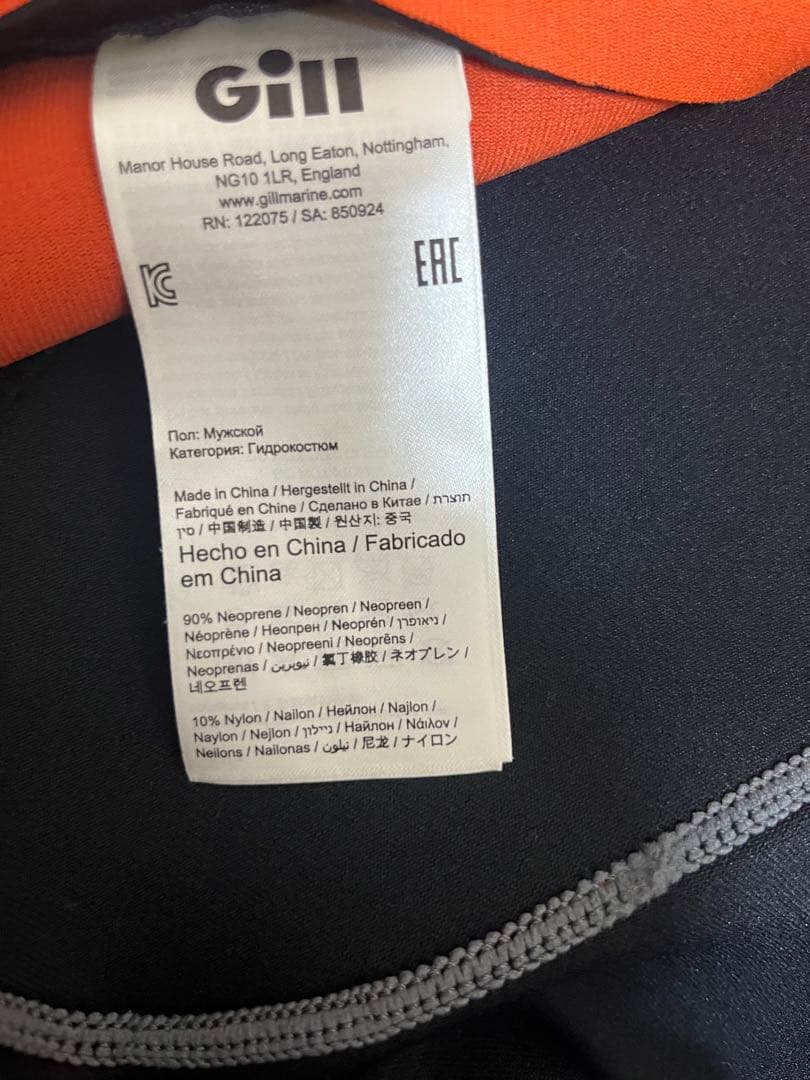 Gill
Manor House Road, Long Eaton, Nottingham,
NG10 1LR, England
www.gillmarine.com
RN: 122075 / SA: 850924
KC
EAC
Пол: Мужской
Категория: Гидрокостюм
Made in China / Hergestellt in China /
Fabriqué en Chine / Сделано в Китае / תוצרת
סין / 中国制造 / 中国製 / 원산지: 중국
Hecho en China / Fabricado
em China
90% Neoprene / Neopren / Neopreen /
Néoprène / Неопрен / Neoprén / ניאופרן /
Νεοπρένιο / Neopreeni / Neoprēns /
Neoprenas / نيوبرين / 氯丁橡胶 / ネオプレン /
네오프렌
10% Nylon / Nailon / Нейлон / Najlon /
Naylon / Nejlon / ניילון / Найлон / Νάιλον /
Neilons / Nailonas / نيلون / 尼龙 / ナイロン